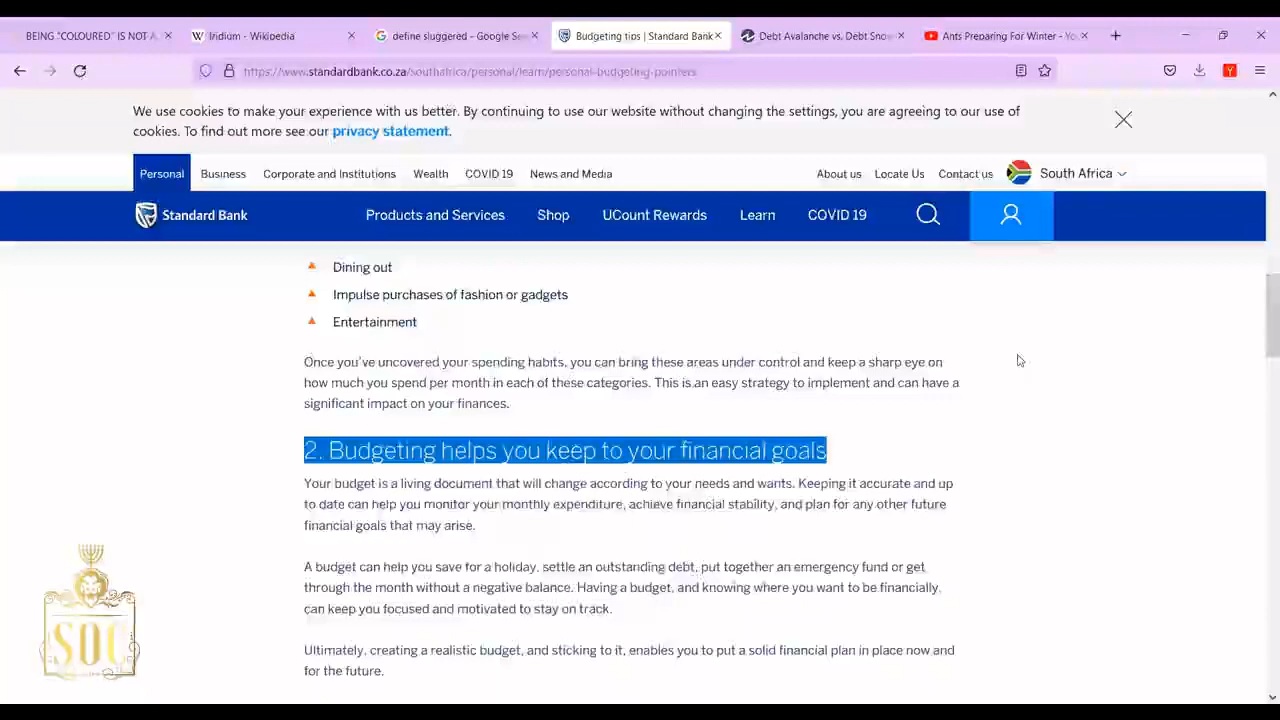 BEING "COLOURED" IS NOT A
Iridium - Wikipedia
define sluggered - Google Se
Budgeting tips | Standard Bank
Debt Avalanche vs. Debt Snow
Ants Preparing For Winter - Yo
https://www.standardbank.co.za/southafrica/personal/learn/personal-budgeting-pointers
We use cookies to make your experience with us better. By continuing to use our website without changing the settings, you are agreeing to our use of
cookies. To find out more see our privacy statement.
Personal Business Corporate and Institutions Wealth COVID 19 News and Media About us Locate Us Contact us South Africa
Standard Bank Products and Services Shop UCount Rewards Learn COVID 19
Dining out
Impulse purchases of fashion or gadgets
Entertainment
Once you've uncovered your spending habits, you can bring these areas under control and keep a sharp eye on
how much you spend per month in each of these categories. This is an easy strategy to implement and can have a
significant impact on your finances.
2. Budgeting helps you keep to your financial goals
Your budget is a living document that will change according to your needs and wants. Keeping it accurate and up
to date can help you monitor your monthly expenditure, achieve financial stability, and plan for any other future
financial goals that may arise.
A budget can help you save for a holiday, settle an outstanding debt, put together an emergency fund or get
through the month without a negative balance. Having a budget, and knowing where you want to be financially,
can keep you focused and motivated to stay on track.
Ultimately, creating a realistic budget, and sticking to it, enables you to put a solid financial plan in place now and
for the future.
SOC